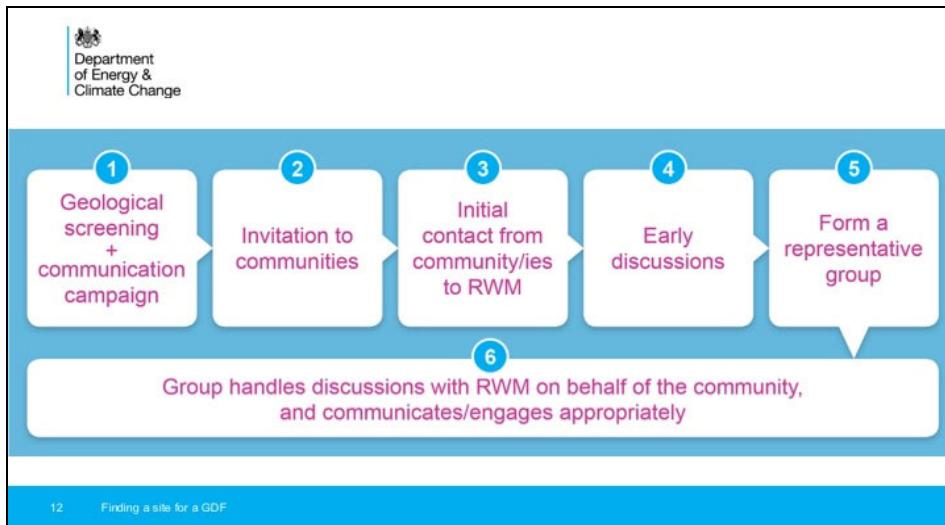 Department
of Energy &
Climate Change
1
Geological
screening
+
communication
campaign
2
Invitation to
communities
3
Initial
contact from
community/ies
to RWM
4
Early
discussions
5
Form a
representative
group
6
Group handles discussions with RWM on behalf of the community,
and communicates/engages appropriately
12 Finding a site for a GDF